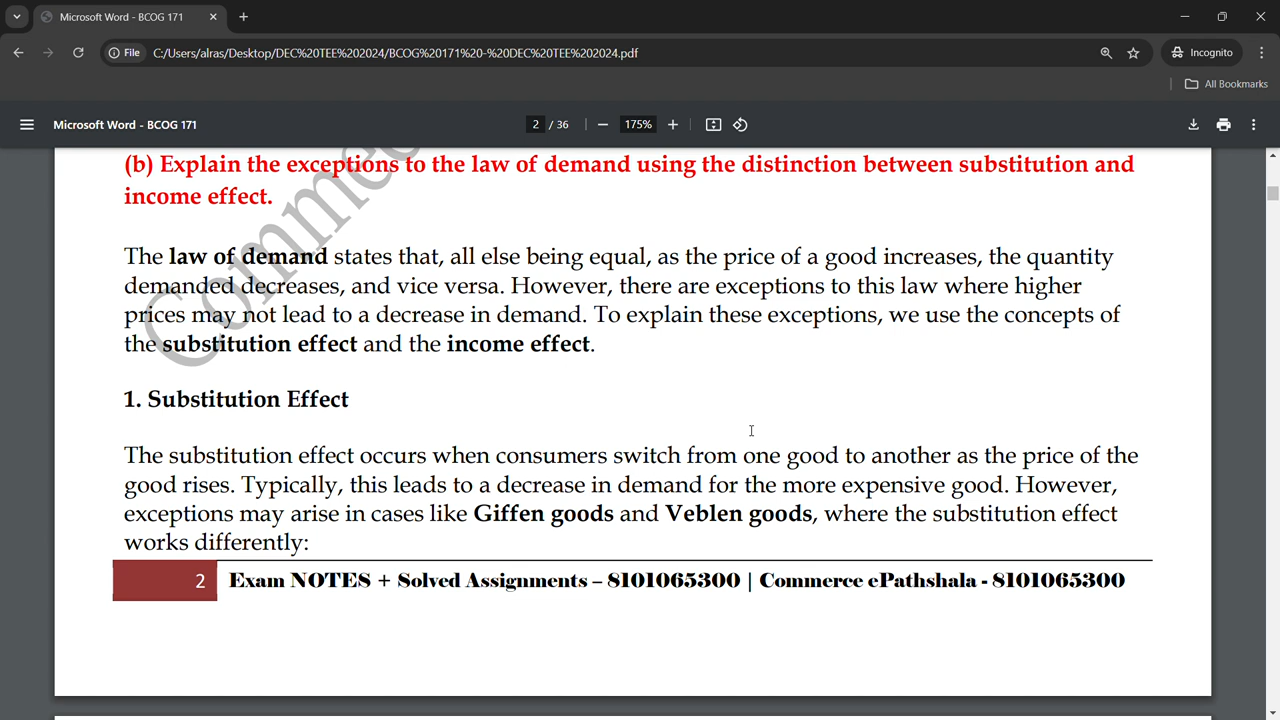 Microsoft Word - BCOG 171
File
C:/Users/alras/Desktop/DEC%20TEE%202024/BCOG%20171%20-%20DEC%20TEE%202024.pdf
Incognito
All Bookmarks
Microsoft Word - BCOG 171
2 / 36
175%
(b) Explain the exceptions to the law of demand using the distinction between substitution and
income effect.
The law of demand states that, all else being equal, as the price of a good increases, the quantity
demanded decreases, and vice versa. However, there are exceptions to this law where higher
prices may not lead to a decrease in demand. To explain these exceptions, we use the concepts of
the substitution effect and the income effect.
1. Substitution Effect
The substitution effect occurs when consumers switch from one good to another as the price of the
good rises. Typically, this leads to a decrease in demand for the more expensive good. However,
exceptions may arise in cases like Giffen goods and Veblen goods, where the substitution effect
works differently:
2
Exam NOTES + Solved Assignments – 8101065300 | Commerce ePathshala - 8101065300